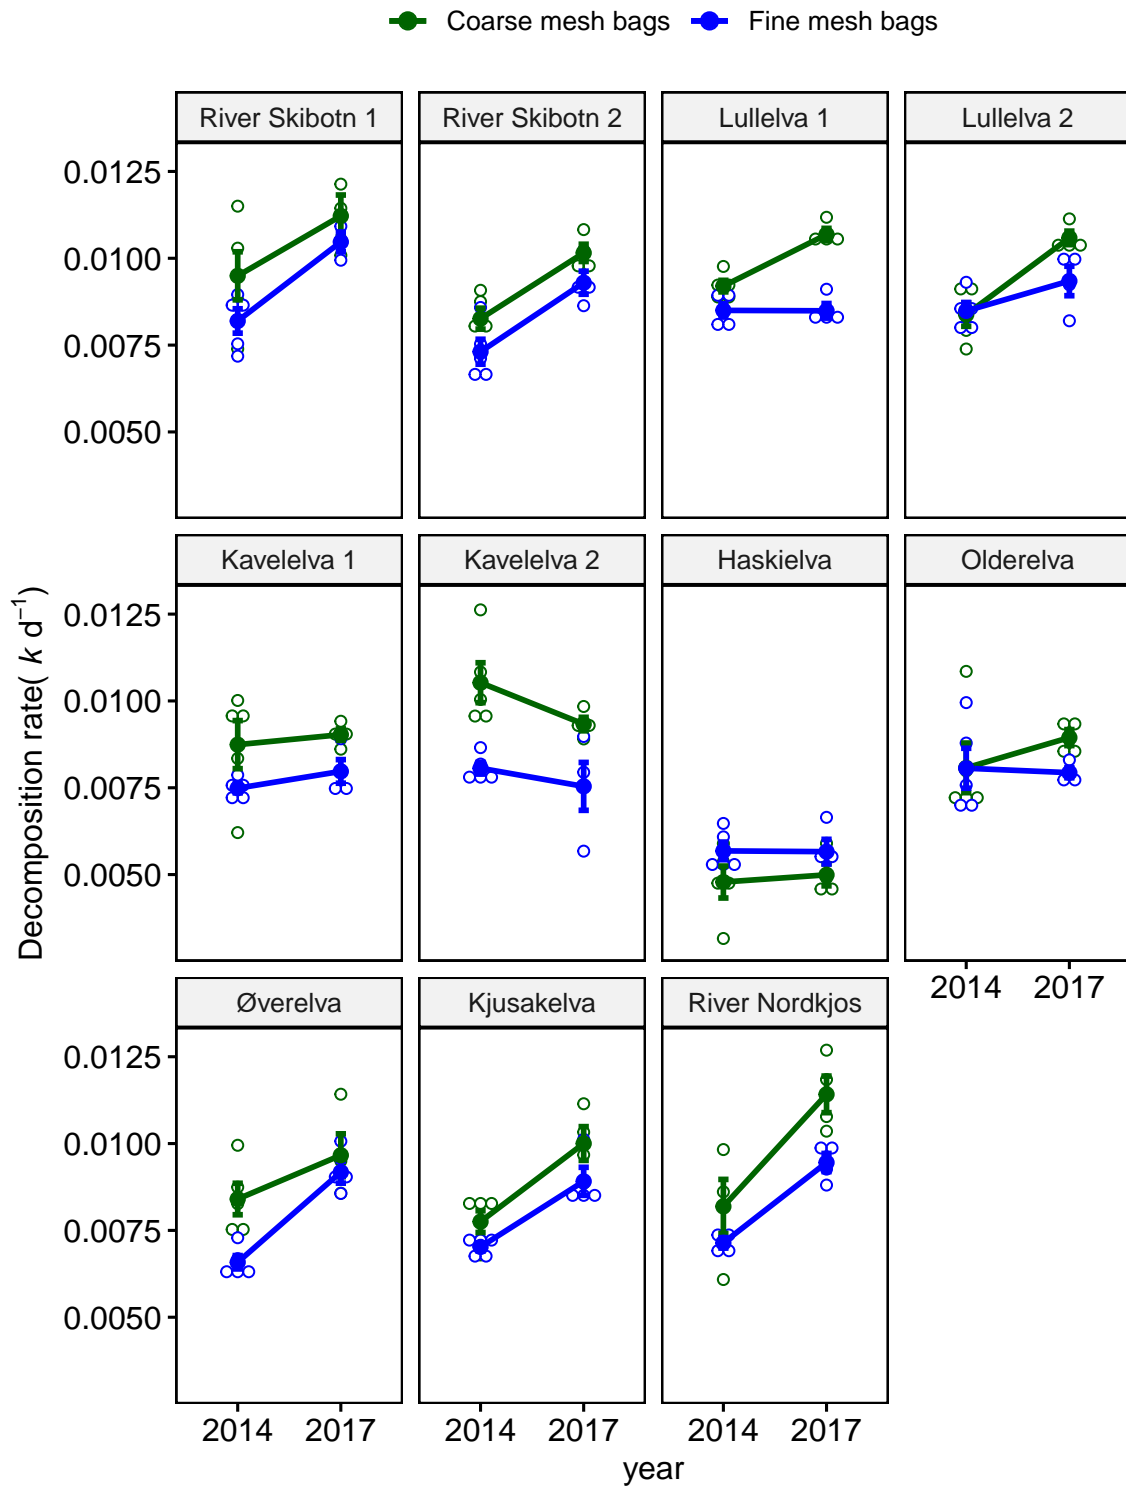 Coarse mesh bags Fine mesh bags
River Skibotn 1 River Skibotn 2 Lullelva 1 Lullelva 2
0.0125
0.0100
0.0075
0.0050
Kavelelva 1 Kavelelva 2 Haskielva Olderelva
0.0125
0.0100
0.0075
0.0050
2014 2017
Øverelva Kjusakelva River Nordkjos
0.0125
0.0100
0.0075
0.0050
2014 2017 2014 2017 2014 2017
year
Decomposition rate( k d⁻¹)